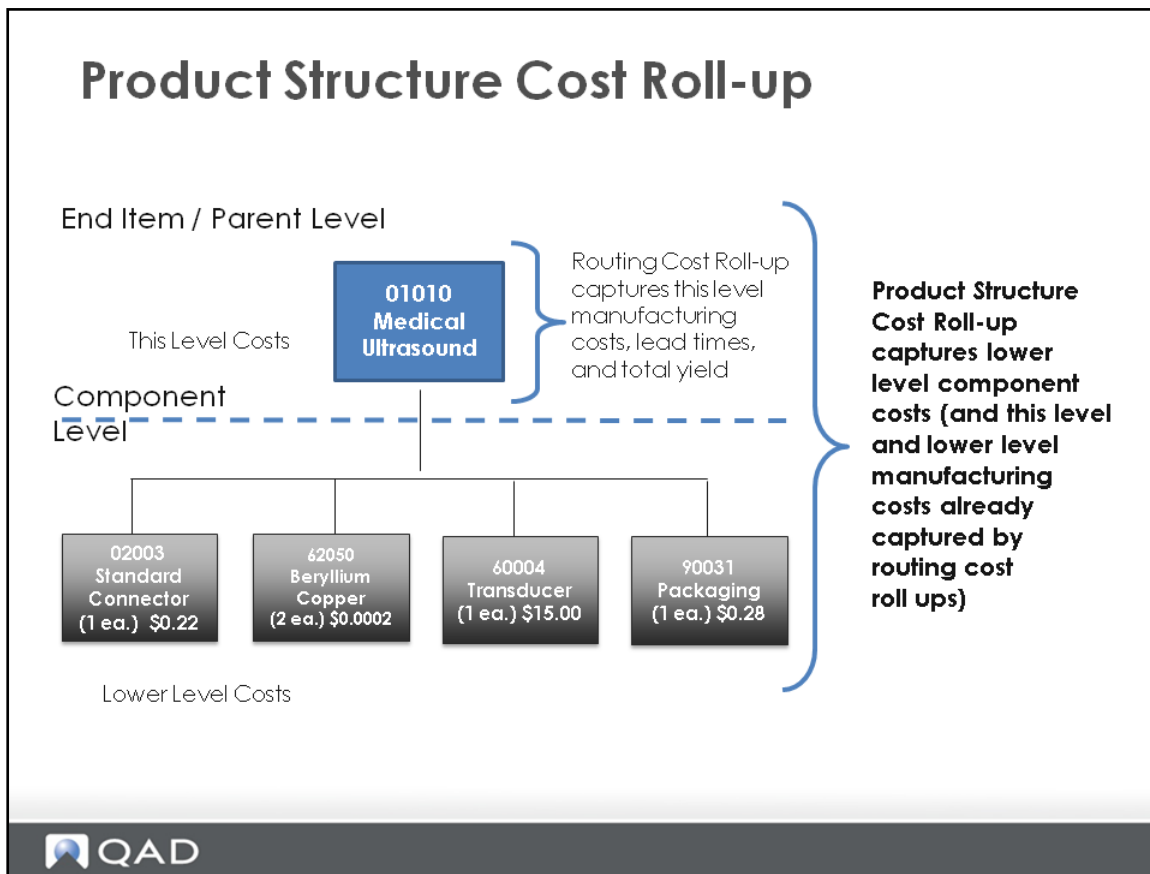 Product Structure Cost Roll-up
End Item / Parent Level
01010
Medical
Ultrasound
This Level Costs
Routing Cost Roll-up
captures this level
manufacturing
costs, lead times,
and total yield
Product Structure
Cost Roll-up
captures lower
level component
costs (and this level
and lower level
manufacturing
costs already
captured by
routing cost
roll ups)
Component
Level
02003
Standard
Connector
(1 ea.) $0.22
62050
Beryllium
Copper
(2 ea.) $0.0002
60004
Transducer
(1 ea.) $15.00
90031
Packaging
(1 ea.) $0.28
Lower Level Costs
QAD